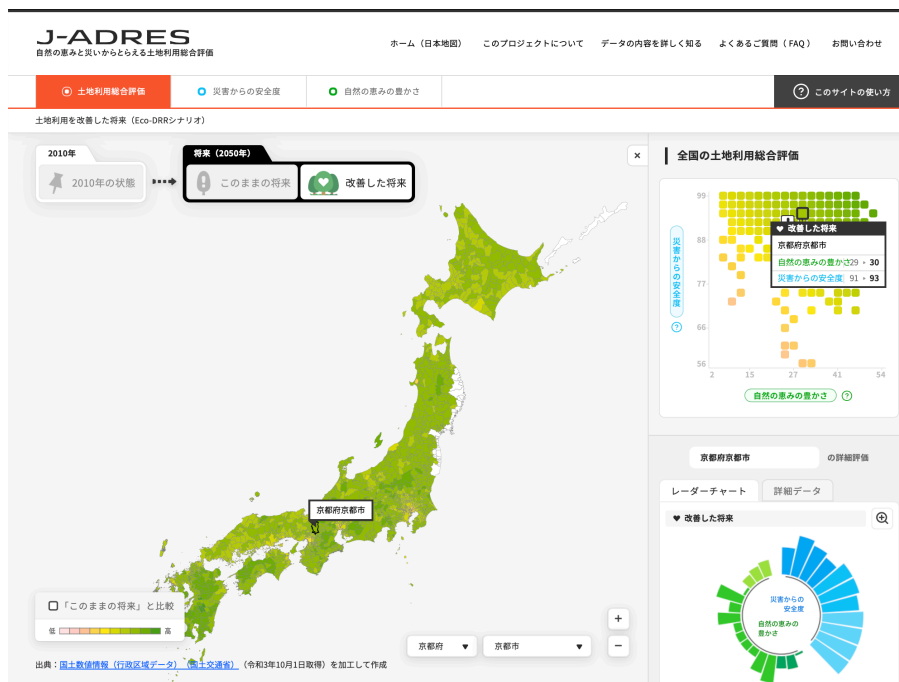 J-ADRES
自然の恵みと災いからとらえる土地利用総合評価
ホーム（日本地図） このプロジェクトについて データの内容を詳しく知る よくあるご質問（FAQ） お問い合わせ
土地利用総合評価 災害からの安全度 自然の恵みの豊かさ ? このサイトの使い方
土地利用を改善した将来（Eco-DRRシナリオ）
2010年
2010年の状態
将来（2050年）
このままの将来 改善した将来
×
全国の土地利用総合評価
災害からの安全度
?
99
88
77
66
56
2 15 27 41 54
自然の恵みの豊かさ ?
♥ 改善した将来
京都府京都市
自然の恵みの豊かさ 29 ▸ 30
災害からの安全度 91 ▸ 93
京都府京都市 の詳細評価
レーダーチャート 詳細データ
♥ 改善した将来
災害からの
安全度
自然の恵みの
豊かさ
京都府京都市
「このままの将来」と比較
低 高
+
−
京都府 ▼ 京都市 ▼
出典：国土数値情報（行政区域データ）（国土交通省）（令和3年10月1日取得）を加工して作成